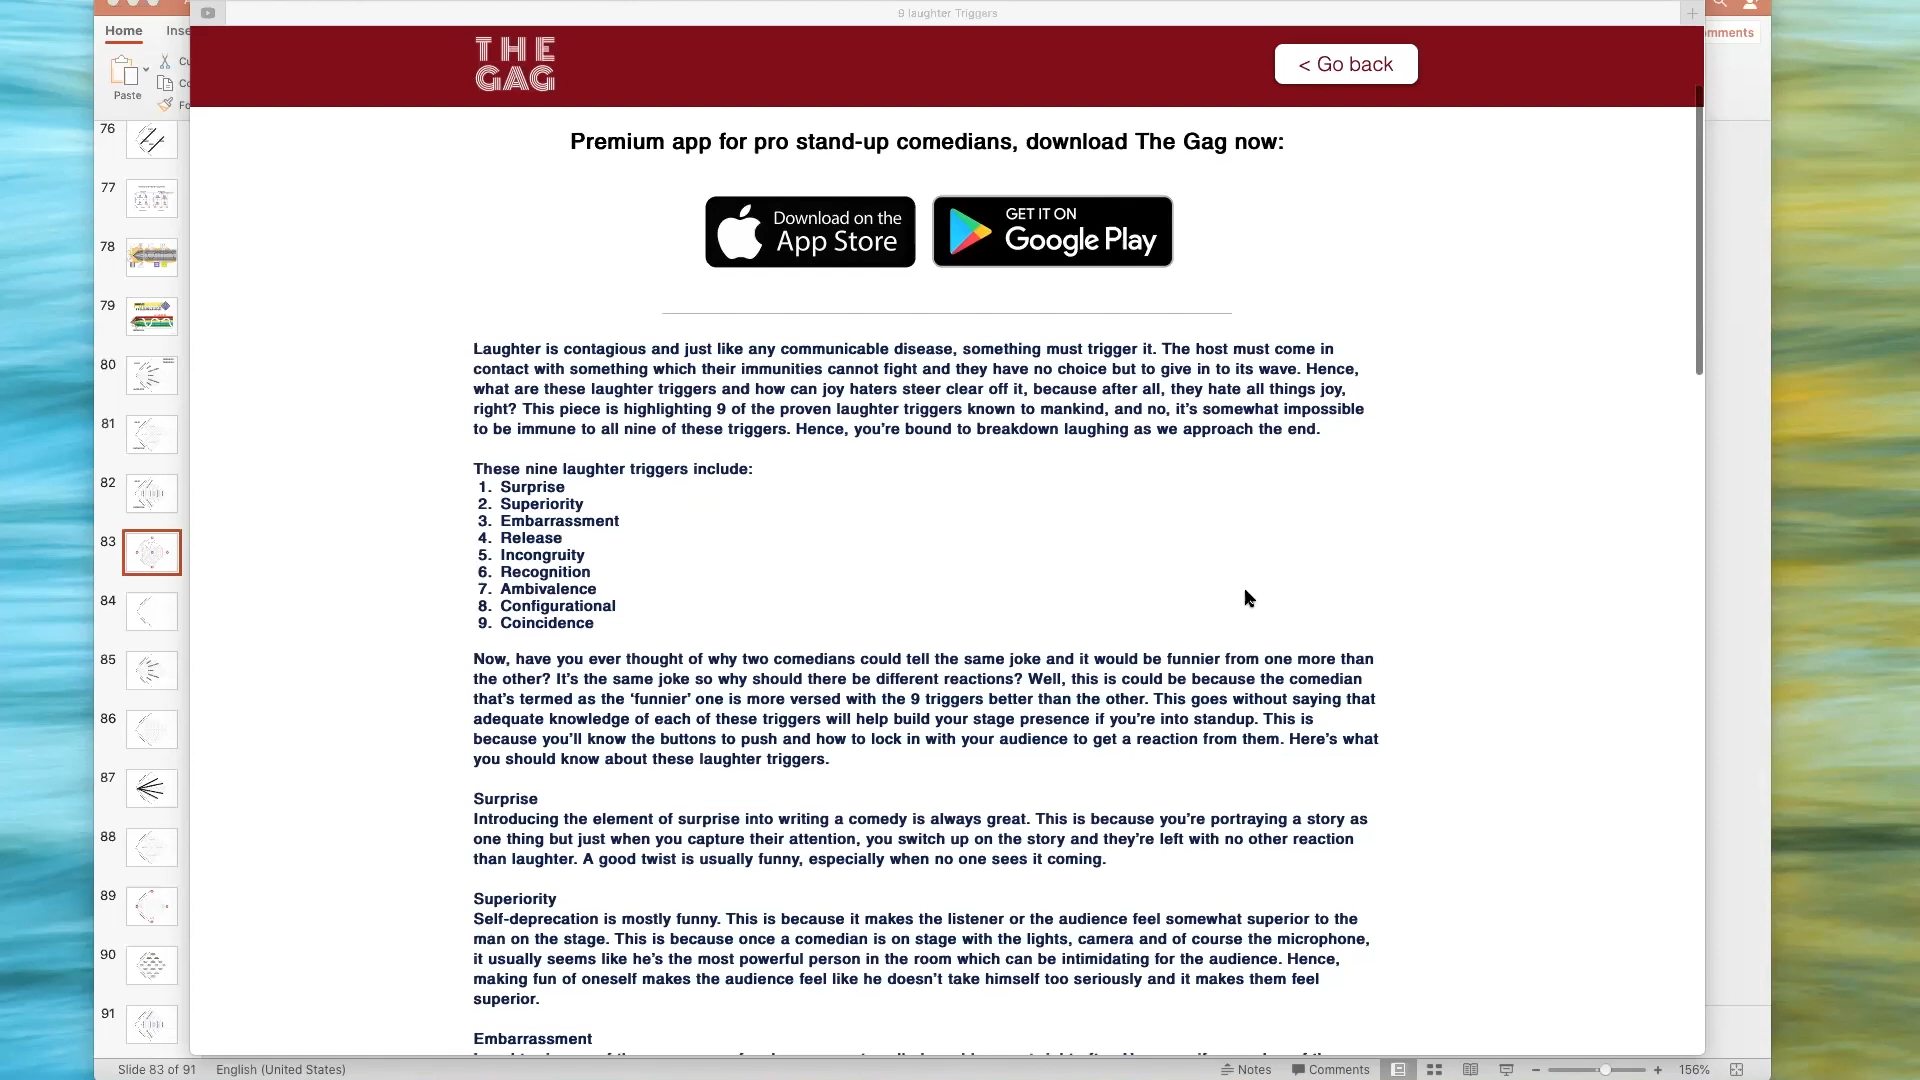 9 laughter Triggers
Home
Inse
mments
THE
GAG
< Go back
Paste
Cu
Co
Fo
Premium app for pro stand-up comedians, download The Gag now:
Download on the
App Store
GET IT ON
Google Play
Laughter is contagious and just like any communicable disease, something must trigger it. The host must come in
contact with something which their immunities cannot fight and they have no choice but to give in to its wave. Hence,
what are these laughter triggers and how can joy haters steer clear off it, because after all, they hate all things joy,
right? This piece is highlighting 9 of the proven laughter triggers known to mankind, and no, it's somewhat impossible
to be immune to all nine of these triggers. Hence, you're bound to breakdown laughing as we approach the end.
These nine laughter triggers include:
1. Surprise
2. Superiority
3. Embarrassment
4. Release
5. Incongruity
6. Recognition
7. Ambivalence
8. Configurational
9. Coincidence
Now, have you ever thought of why two comedians could tell the same joke and it would be funnier from one more than
the other? It's the same joke so why should there be different reactions? Well, this is could be because the comedian
that's termed as the ‘funnier’ one is more versed with the 9 triggers better than the other. This goes without saying that
adequate knowledge of each of these triggers will help build your stage presence if you're into standup. This is
because you'll know the buttons to push and how to lock in with your audience to get a reaction from them. Here's what
you should know about these laughter triggers.
Surprise
Introducing the element of surprise into writing a comedy is always great. This is because you're portraying a story as
one thing but just when you capture their attention, you switch up on the story and they're left with no other reaction
than laughter. A good twist is usually funny, especially when no one sees it coming.
Superiority
Self-deprecation is mostly funny. This is because it makes the listener or the audience feel somewhat superior to the
man on the stage. This is because once a comedian is on stage with the lights, camera and of course the microphone,
it usually seems like he's the most powerful person in the room which can be intimidating for the audience. Hence,
making fun of oneself makes the audience feel like he doesn't take himself too seriously and it makes them feel
superior.
Embarrassment
76
77
78
79
80
81
82
83
84
85
86
87
88
89
90
91
Slide 83 of 91
English (United States)
Notes
Comments
156%